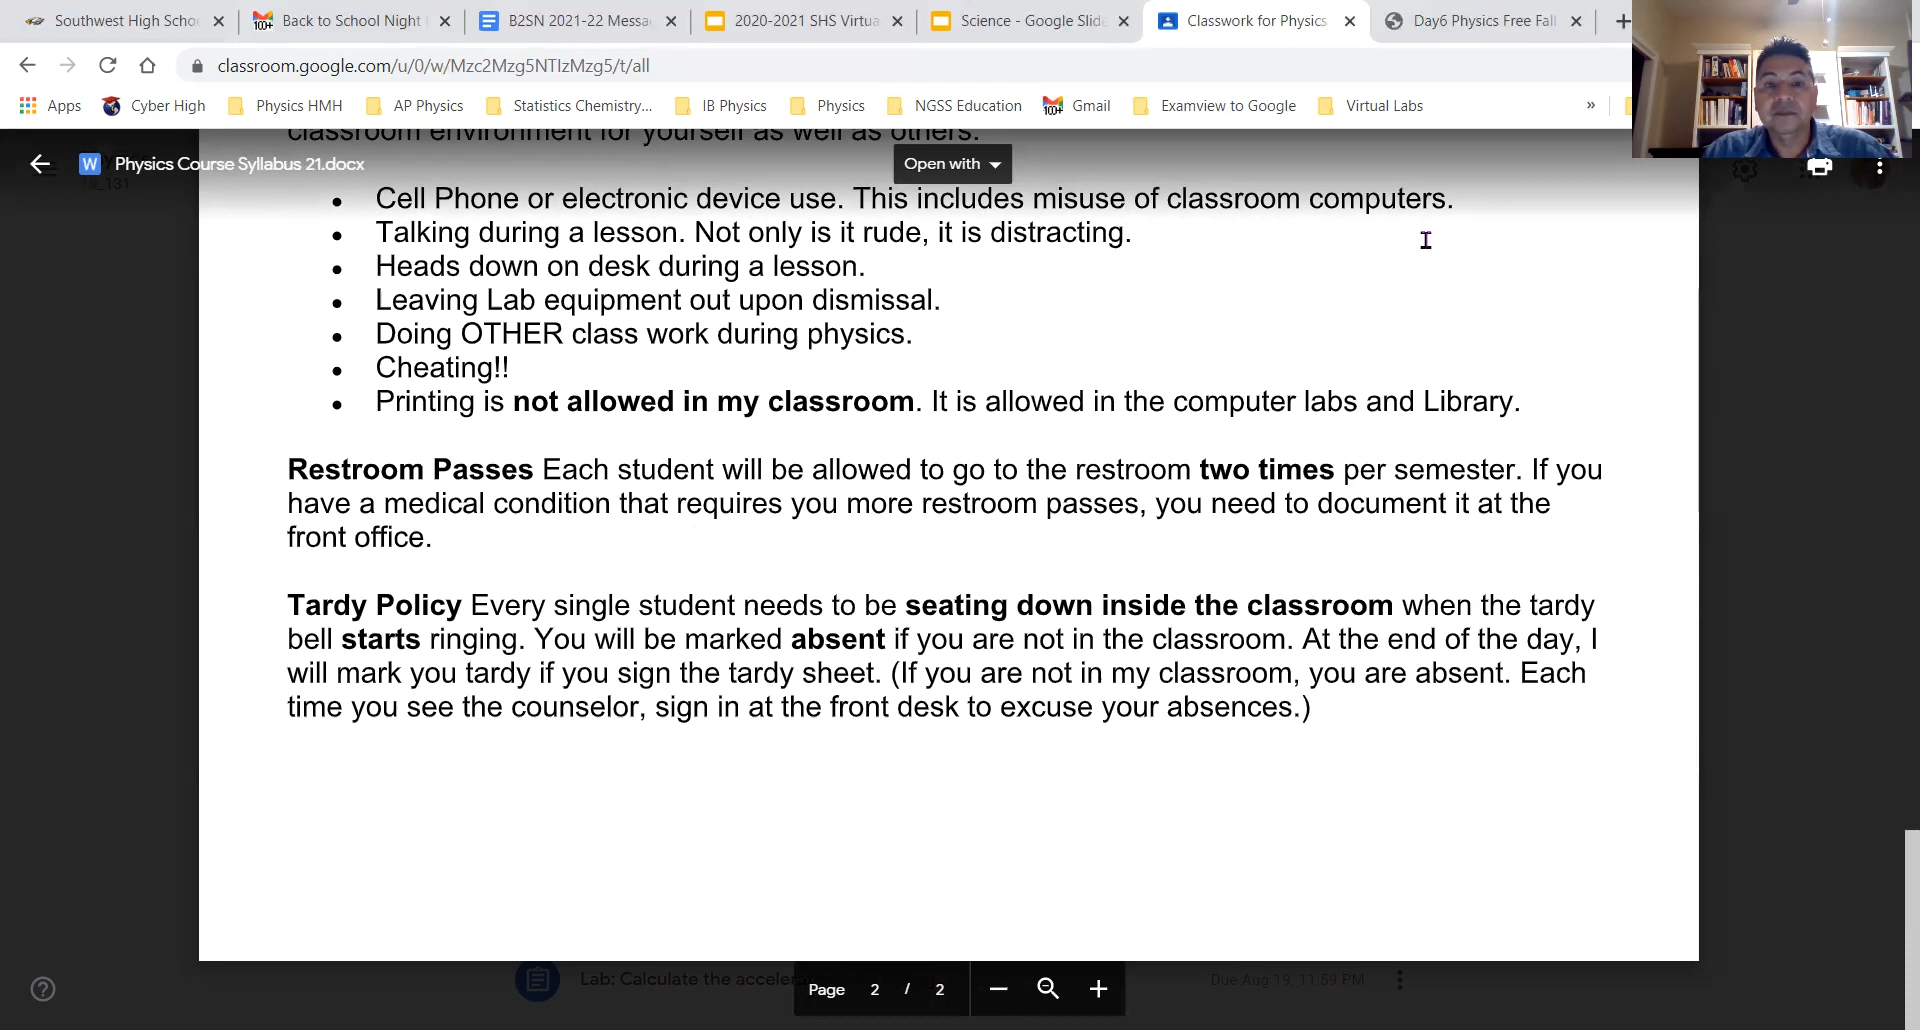 Southwest High Schoo
Back to School Night
B2SN 2021-22 Messa
2020-2021 SHS Virtua
Science - Google Slide
Classwork for Physics
Day6 Physics Free Fall
classroom.google.com/u/0/w/Mzc2Mzg5NTIzMzg5/t/all
Apps
Cyber High
Physics HMH
AP Physics
Statistics Chemistry...
IB Physics
Physics
NGSS Education
100+ Gmail
Examview to Google
Virtual Labs
»
classroom environment for yourself as well as others.
W Physics Course Syllabus 21.docx
Open with
• Cell Phone or electronic device use. This includes misuse of classroom computers.
• Talking during a lesson. Not only is it rude, it is distracting.
• Heads down on desk during a lesson.
• Leaving Lab equipment out upon dismissal.
• Doing OTHER class work during physics.
• Cheating!!
• Printing is not allowed in my classroom. It is allowed in the computer labs and Library.
Restroom Passes Each student will be allowed to go to the restroom two times per semester. If you
have a medical condition that requires you more restroom passes, you need to document it at the
front office.
Tardy Policy Every single student needs to be seating down inside the classroom when the tardy
bell starts ringing. You will be marked absent if you are not in the classroom. At the end of the day, I
will mark you tardy if you sign the tardy sheet. (If you are not in my classroom, you are absent. Each
time you see the counselor, sign in at the front desk to excuse your absences.)
Lab: Calculate the accelera
Due Aug 19, 11:59 PM
Page 2 / 2